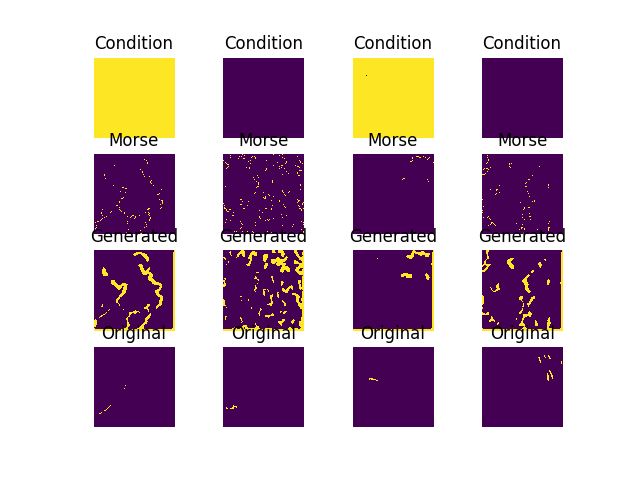 Condition Condition Condition Condition
Morse Morse Morse Morse
Generated Generated Generated Generated
Original Original Original Original